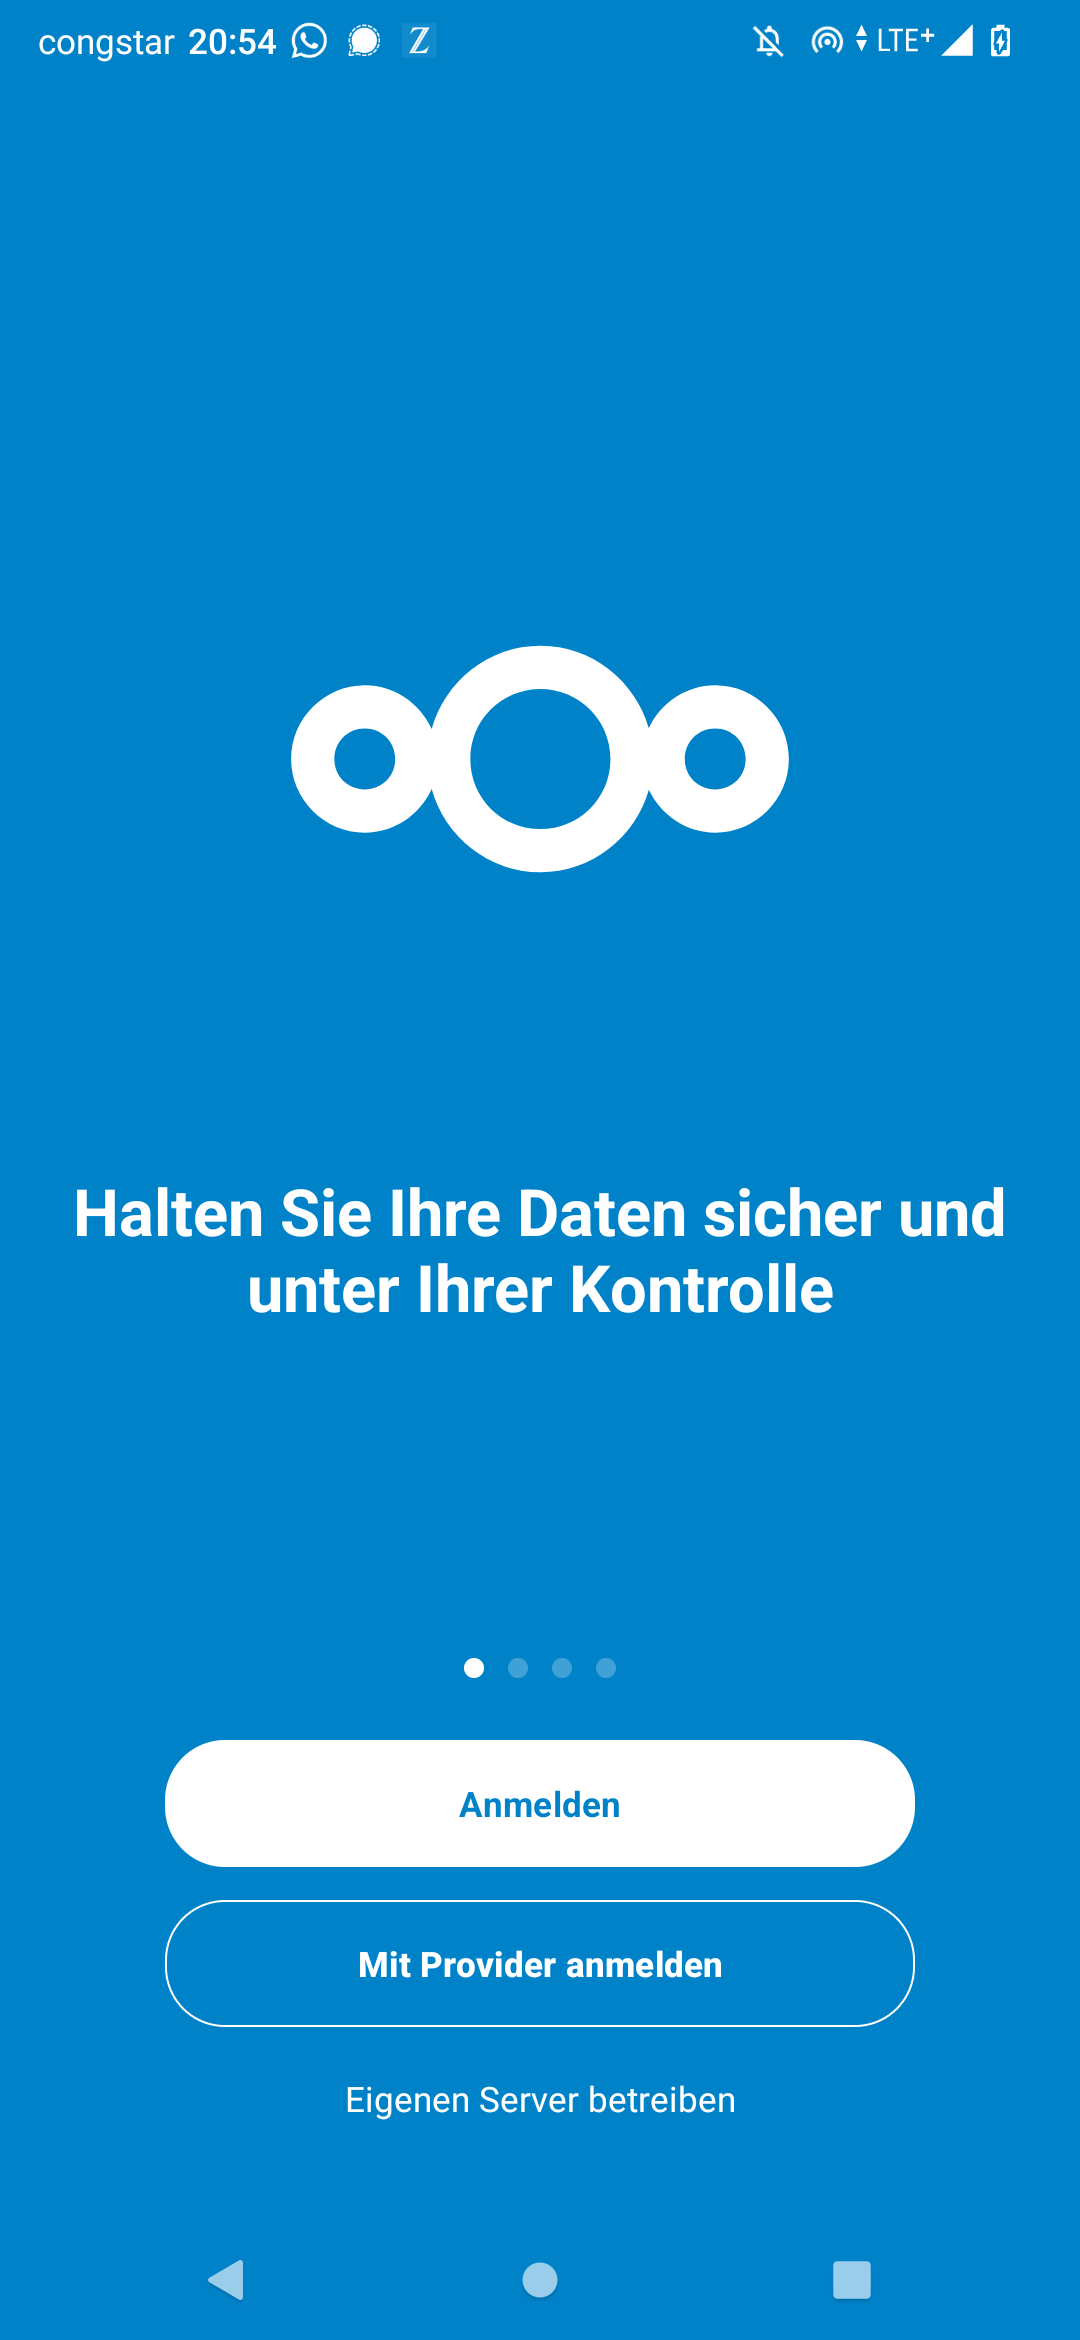 congstar 20:54 LTE+
Halten Sie Ihre Daten sicher und
unter Ihrer Kontrolle
Anmelden
Mit Provider anmelden
Eigenen Server betreiben